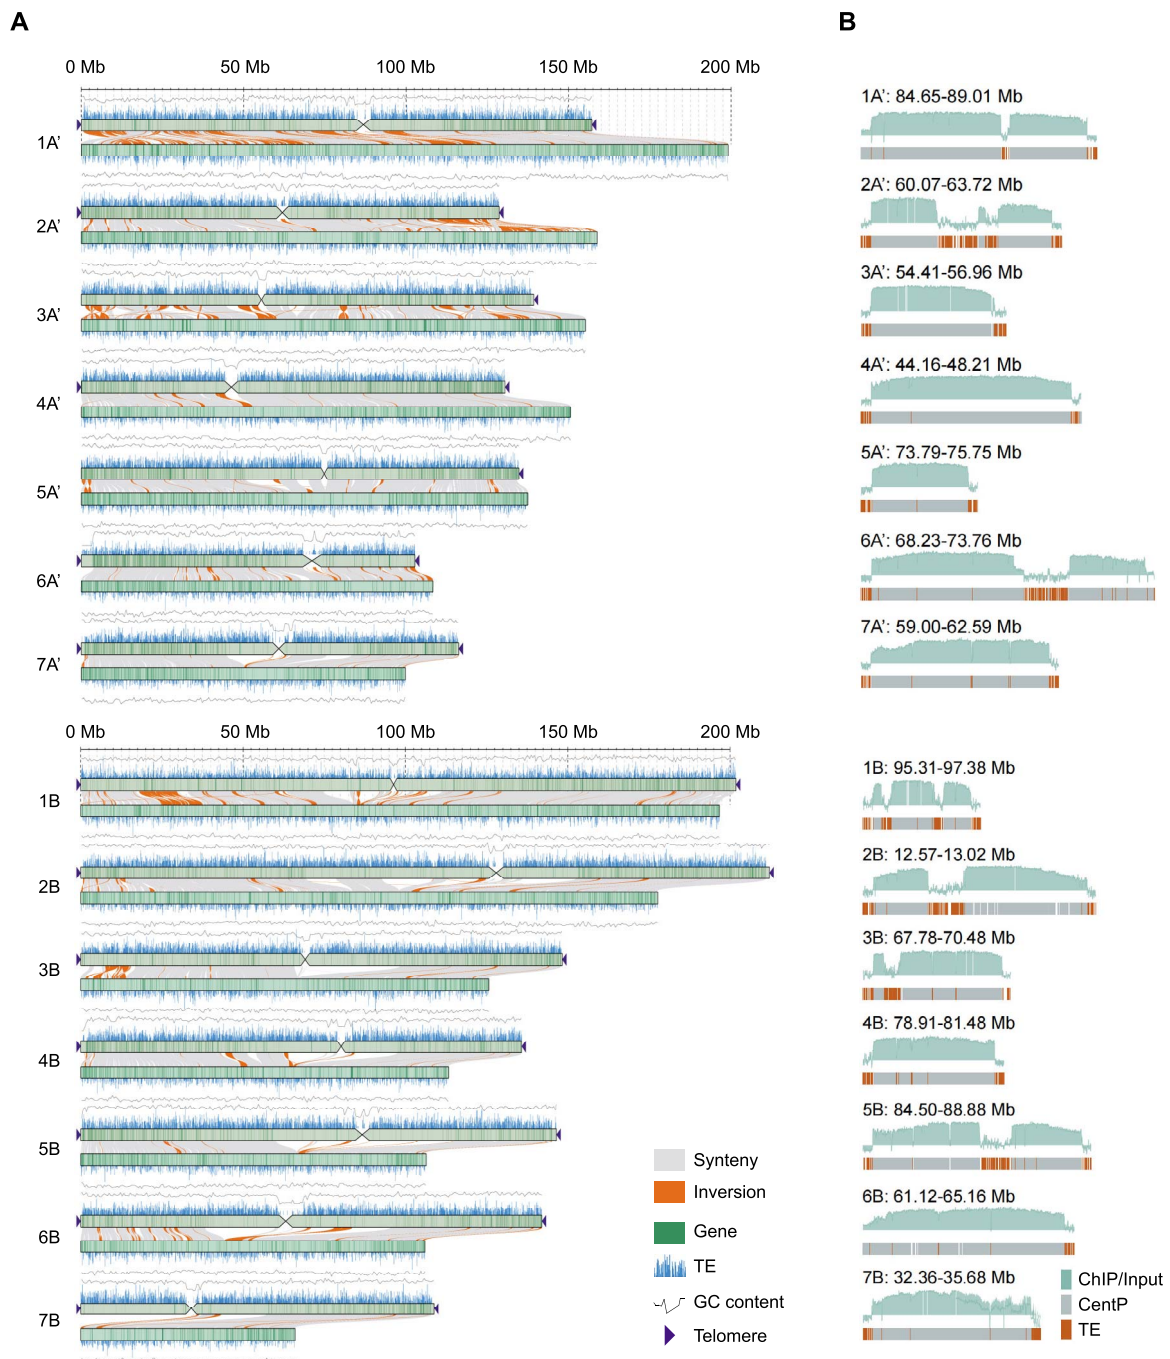 A
0 Mb 50 Mb 100 Mb 150 Mb 200 Mb
1A’
2A’
3A’
4A’
5A’
6A’
7A’
0 Mb 50 Mb 100 Mb 150 Mb 200 Mb
1B
2B
3B
4B
5B
6B
7B
Synteny
Inversion
Gene
TE
GC content
Telomere
B
1A’: 84.65-89.01 Mb
2A’: 60.07-63.72 Mb
3A’: 54.41-56.96 Mb
4A’: 44.16-48.21 Mb
5A’: 73.79-75.75 Mb
6A’: 68.23-73.76 Mb
7A’: 59.00-62.59 Mb
1B: 95.31-97.38 Mb
2B: 12.57-13.02 Mb
3B: 67.78-70.48 Mb
4B: 78.91-81.48 Mb
5B: 84.50-88.88 Mb
6B: 61.12-65.16 Mb
7B: 32.36-35.68 Mb
ChIP/Input
CentP
TE